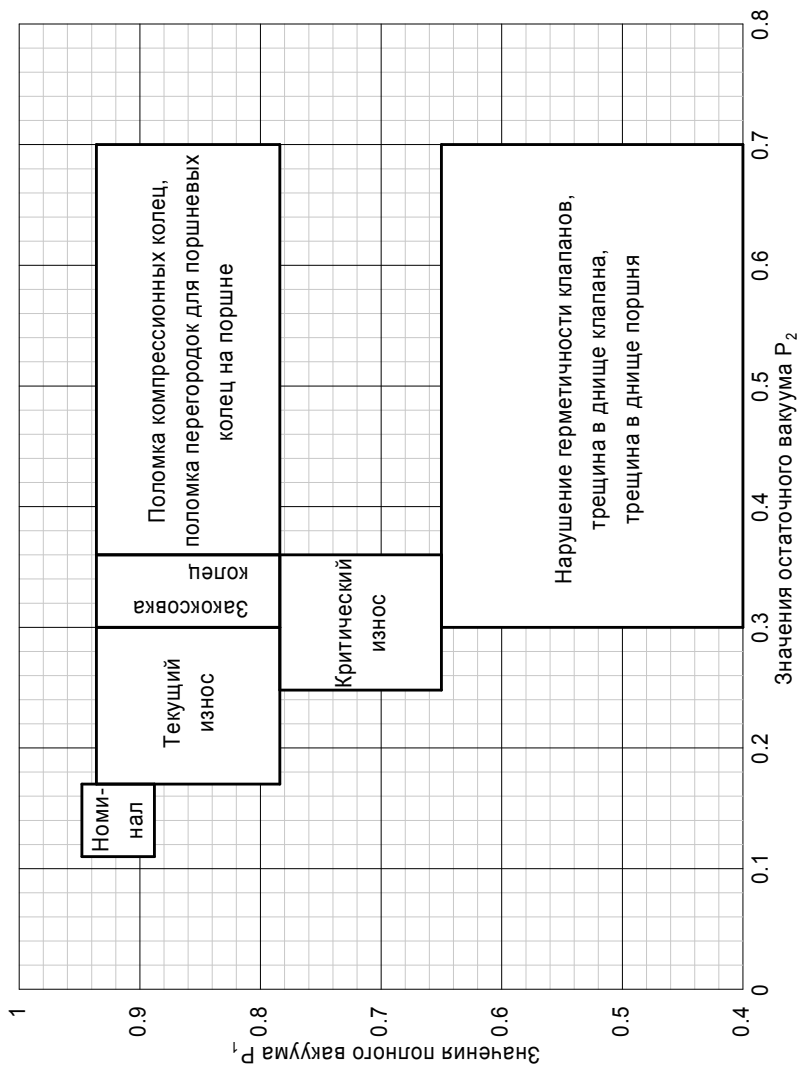 1
0.9
0.8
0.7
0.6
0.5
0.4
Значения полного вакуума P₁
Номи-
нал
Текущий
износ
Закоксовка
колец
Поломка компрессионных колец,
поломка перегородок для поршневых
колец на поршне
Критический
износ
Нарушение герметичности клапанов,
трещина в днище клапана,
трещина в днище поршня
0
0.1
0.2
0.3
0.4
0.5
0.6
0.7
0.8
Значения остаточного вакуума P₂